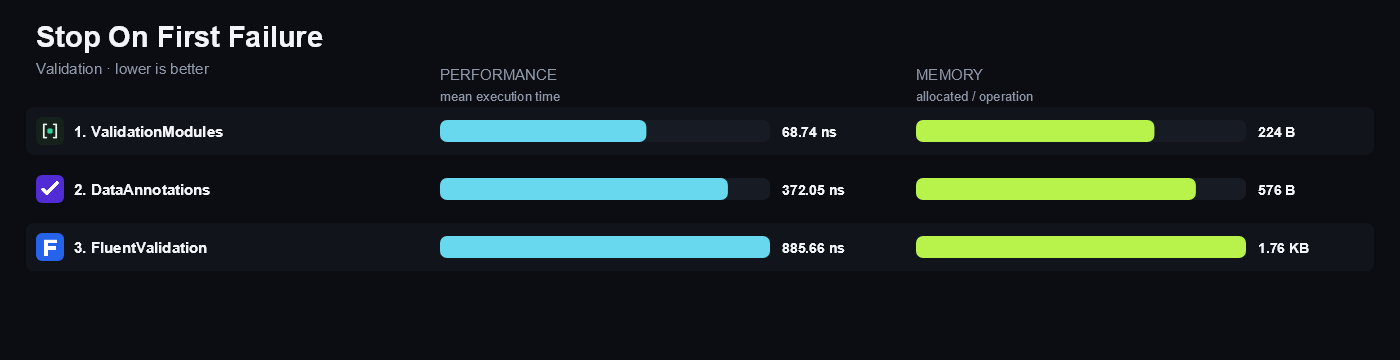 Stop On First Failure
Validation · lower is better
PERFORMANCE
mean execution time
MEMORY
allocated / operation
1. ValidationModules 68.74 ns 224 B
2. DataAnnotations 372.05 ns 576 B
F 3. FluentValidation 885.66 ns 1.76 KB